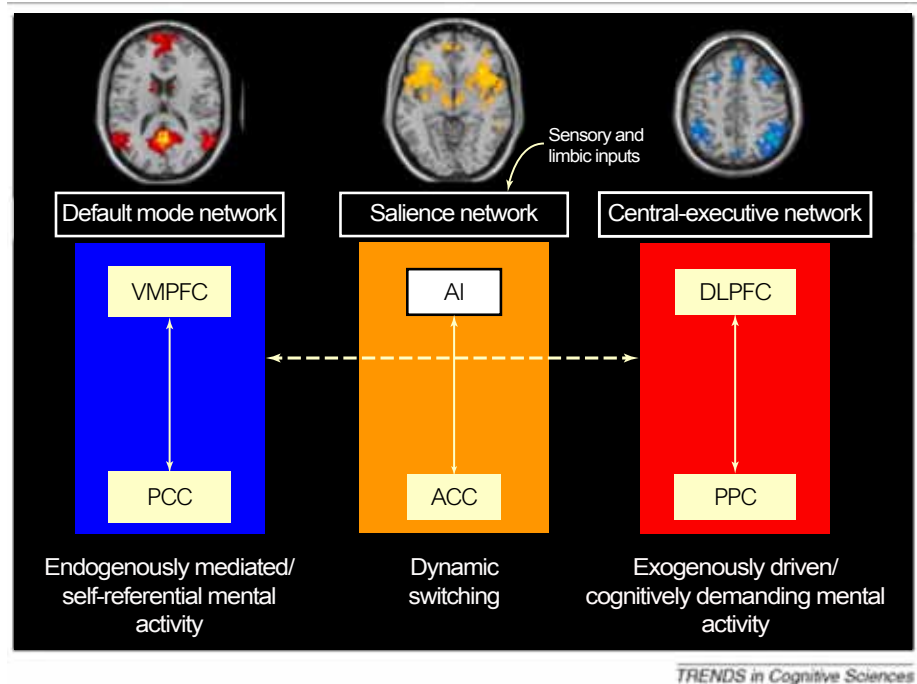 Sensory and
limbic inputs
Default mode network
Salience network
Central-executive network
VMPFC
AI
DLPFC
PCC
ACC
PPC
Endogenously mediated/
self-referential mental
activity
Dynamic
switching
Exogenously driven/
cognitively demanding mental
activity
TRENDS in Cognitive Sciences